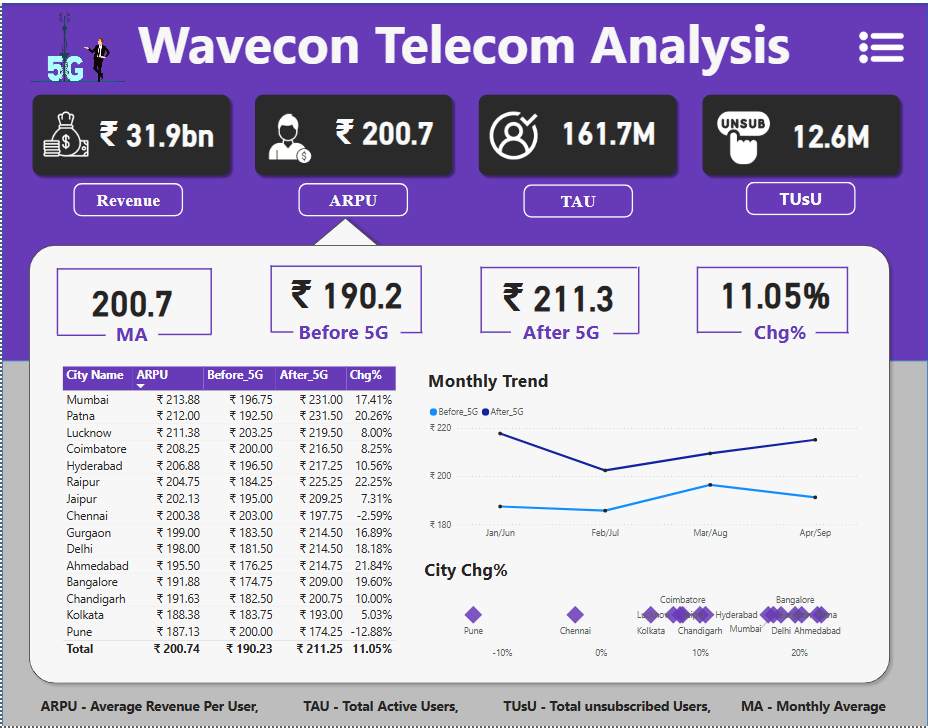 5G
Wavecon Telecom Analysis
₹ 31.9bn
₹ 200.7
161.7M
UNSUB
12.6M
Revenue
ARPU
TAU
TUsU
200.7
MA
₹ 190.2
Before 5G
₹ 211.3
After 5G
11.05%
Chg%
City Name ARPU Before_5G After_5G Chg%
Mumbai ₹ 213.88 ₹ 196.75 ₹ 231.00 17.41%
Patna ₹ 212.00 ₹ 192.50 ₹ 231.50 20.26%
Lucknow ₹ 211.38 ₹ 203.25 ₹ 219.50 8.00%
Coimbatore ₹ 208.25 ₹ 200.00 ₹ 216.50 8.25%
Hyderabad ₹ 206.88 ₹ 196.50 ₹ 217.25 10.56%
Raipur ₹ 204.75 ₹ 184.25 ₹ 225.25 22.25%
Jaipur ₹ 202.13 ₹ 195.00 ₹ 209.25 7.31%
Chennai ₹ 200.38 ₹ 203.00 ₹ 197.75 -2.59%
Gurgaon ₹ 199.00 ₹ 183.50 ₹ 214.50 16.89%
Delhi ₹ 198.00 ₹ 181.50 ₹ 214.50 18.18%
Ahmedabad ₹ 195.50 ₹ 176.25 ₹ 214.75 21.84%
Bangalore ₹ 191.88 ₹ 174.75 ₹ 209.00 19.60%
Chandigarh ₹ 191.63 ₹ 182.50 ₹ 200.75 10.00%
Kolkata ₹ 188.38 ₹ 183.75 ₹ 193.00 5.03%
Pune ₹ 187.13 ₹ 200.00 ₹ 174.25 -12.88%
Total ₹ 200.74 ₹ 190.23 ₹ 211.25 11.05%
Monthly Trend
Before_5G After_5G
₹ 220
₹ 200
₹ 180
Jan/Jun Feb/Jul Mar/Aug Apr/Sep
City Chg%
Coimbatore Bangalore
Hyderabad
Pune Chennai Kolkata Chandigarh Mumbai Delhi Ahmedabad
-10% 0% 10% 20%
ARPU - Average Revenue Per User, TAU - Total Active Users, TUsU - Total unsubscribed Users, MA - Monthly Average